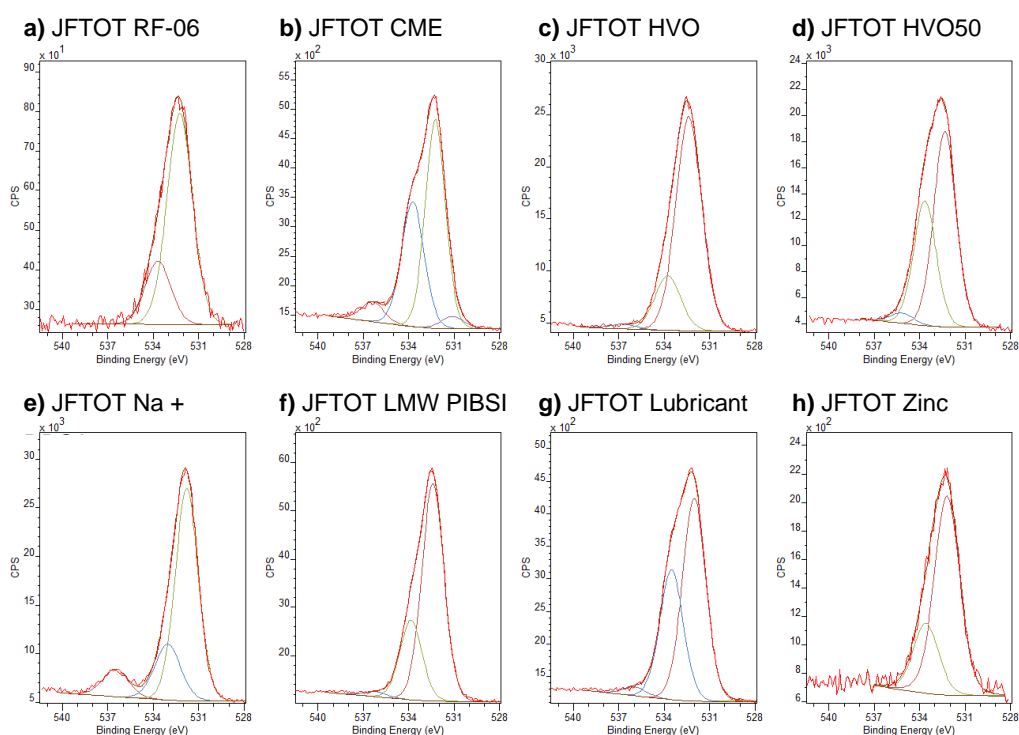 a) JFTOT RF-06
b) JFTOT CME
c) JFTOT HVO
d) JFTOT HVO50
x 10^1
x 10^2
x 10^3
x 10^3
90
80
70
60
50
40
30
CPS
540 537 534 531 528
Binding Energy (eV)
55
50
45
40
35
30
25
20
15
CPS
540 537 534 531 528
Binding Energy (eV)
30
25
20
15
10
5
CPS
540 537 534 531 528
Binding Energy (eV)
24
22
20
18
16
14
12
10
8
6
4
CPS
540 537 534 531 528
Binding Energy (eV)
e) JFTOT Na +
f) JFTOT LMW PIBSI
g) JFTOT Lubricant
h) JFTOT Zinc
x 10^3
x 10^2
x 10^2
x 10^2
30
25
20
15
10
5
CPS
540 537 534 531 528
Binding Energy (eV)
60
50
40
30
20
CPS
540 537 534 531 528
Binding Energy (eV)
50
45
40
35
30
25
20
15
CPS
540 537 534 531 528
Binding Energy (eV)
24
22
20
18
16
14
12
10
8
6
CPS
540 537 534 531 528
Binding Energy (eV)